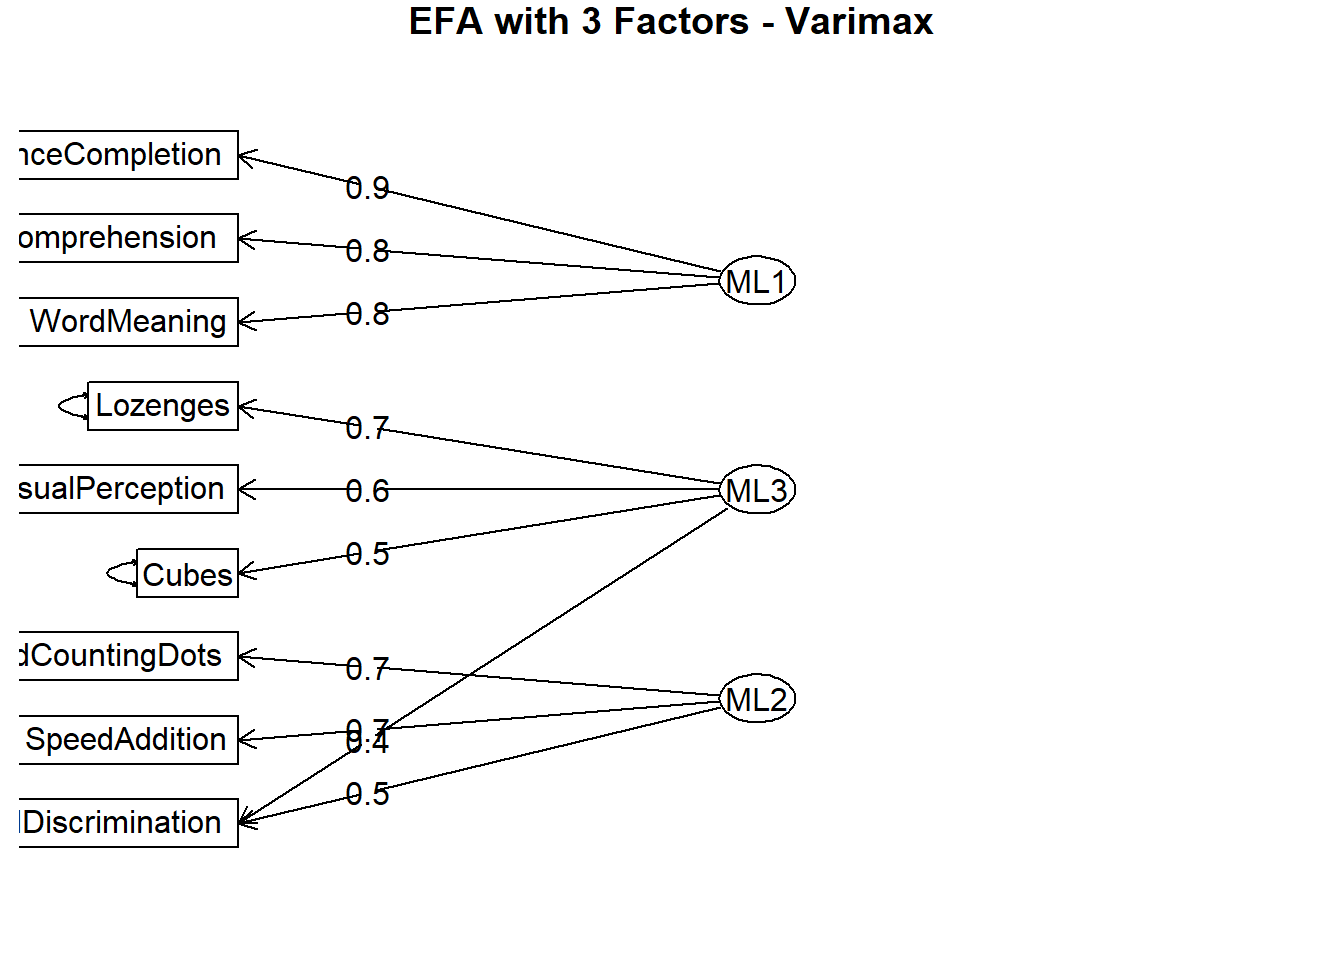 EFA with 3 Factors - Varimax
nceCompletion
0.9
omprehension
0.8
ML1
WordMeaning
0.8
Lozenges
0.7
sualPerception
0.6
ML3
Cubes
0.5
dCountingDots
0.7
ML2
SpeedAddition
0.7
0.4
0.5
Discrimination